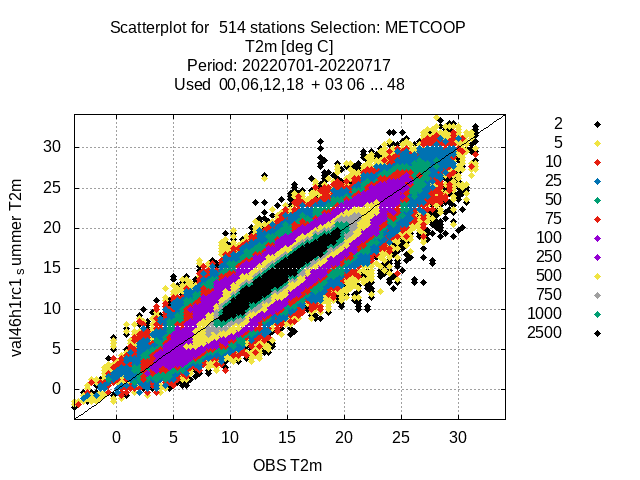 Scatterplot for 514 stations Selection: METCOOP
T2m [deg C]
Period: 20220701-20220717
Used 00,06,12,18 + 03 06 ... 48
val46h1rc1 summer T2m
30
25
20
15
10
5
0
0 5 10 15 20 25 30
OBS T2m
2
5
10
25
50
75
100
250
500
750
1000
2500